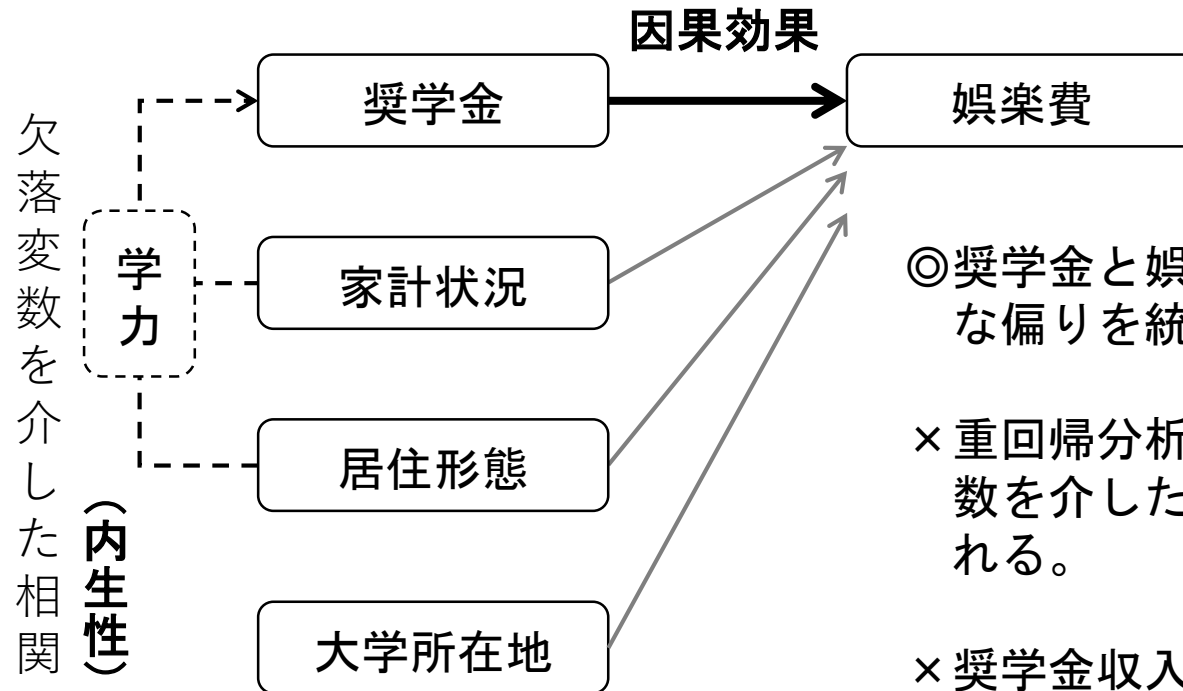 因果効果
奨学金
娯楽費
学力
家計状況
居住形態
大学所在地
欠落変数を介した相関
（内生性）
◎奨学金と娯
な偏りを統
×重回帰分析
数を介した
れる。
×奨学金収入